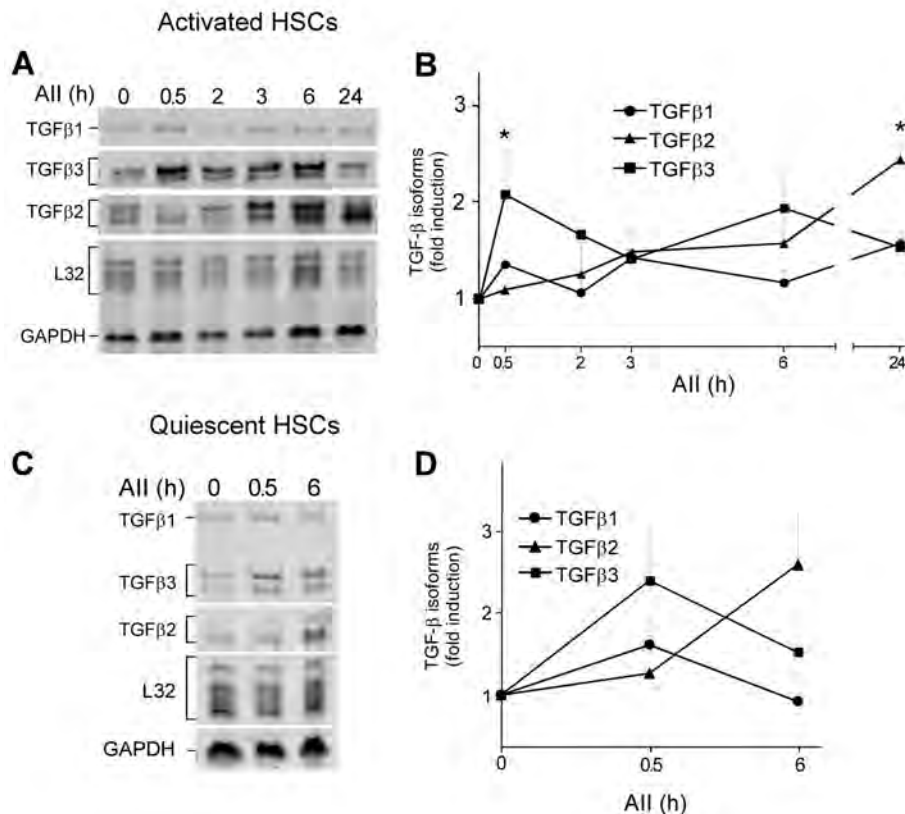 Activated HSCs
A
AII (h)
0 0.5 2 3 6 24
TGFβ1
TGFβ3
TGFβ2
L32
GAPDH
B
3
2
1
TGF-β isoforms
(fold induction)
TGFβ1
TGFβ2
TGFβ3
*
*
0 0.5 2 3 6 24
AII (h)
Quiescent HSCs
C
AII (h)
0 0.5 6
TGFβ1
TGFβ3
TGFβ2
L32
GAPDH
D
3
2
1
TGF-β isoforms
(fold induction)
TGFβ1
TGFβ2
TGFβ3
0 0.5 6
AII (h)